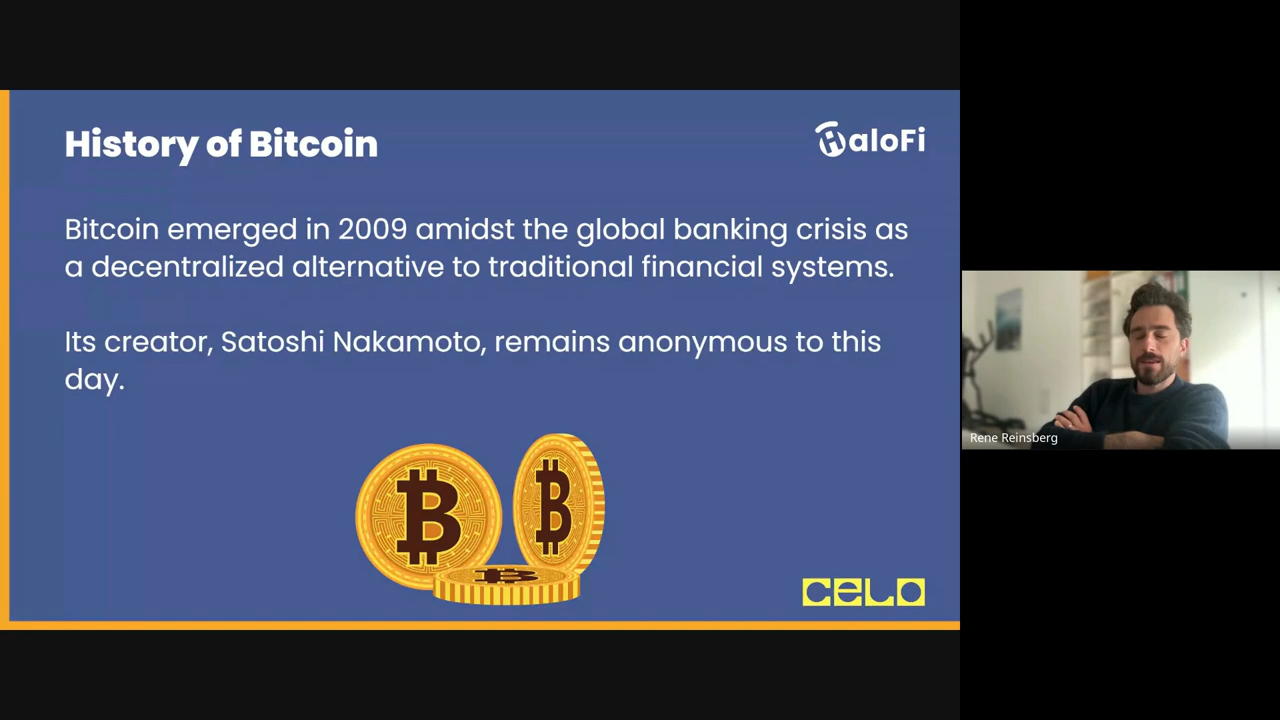 History of Bitcoin
HaloFi
Bitcoin emerged in 2009 amidst the global banking crisis as
a decentralized alternative to traditional financial systems.
Its creator, Satoshi Nakamoto, remains anonymous to this
day.
CELO
Rene Reinsberg